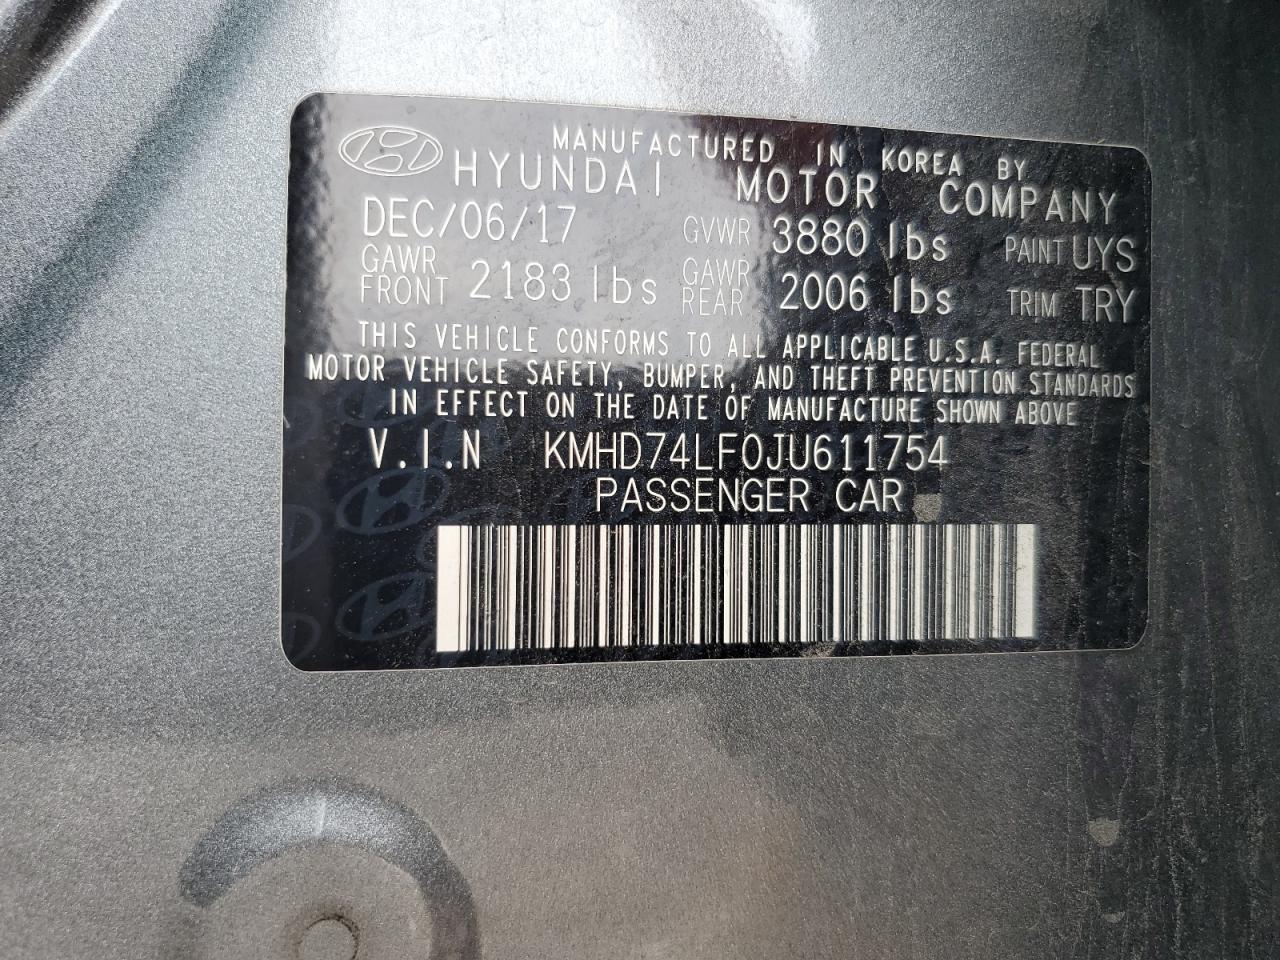 MANUFACTURED IN KOREA BY
HYUNDAI MOTOR COMPANY
DEC/06/17 GVWR 3880 lbs PAINT UYS
GAWR FRONT 2183 lbs GAWR REAR 2006 lbs TRIM TRY
THIS VEHICLE CONFORMS TO ALL APPLICABLE U.S.A. FEDERAL
MOTOR VEHICLE SAFETY, BUMPER, AND THEFT PREVENTION STANDARDS
IN EFFECT ON THE DATE OF MANUFACTURE SHOWN ABOVE
V.I.N KMHD74LF0JU611754
PASSENGER CAR